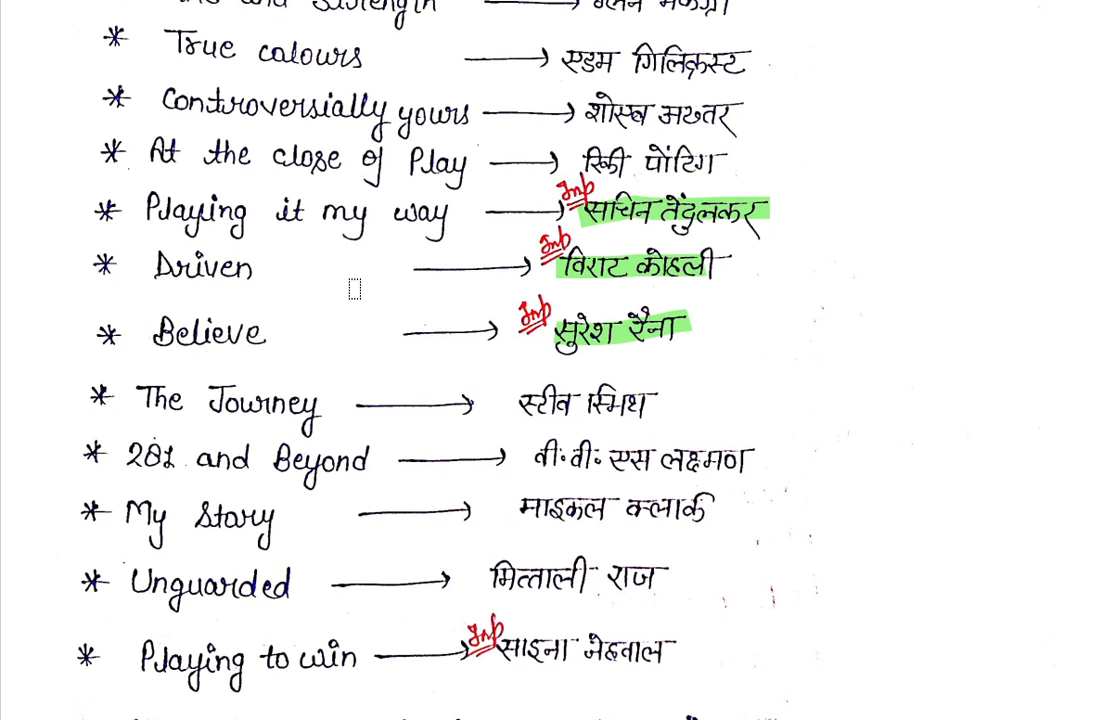 * True colours → एडम गिलिक्रस्ट
* Controversially yours → शोएब अख्तर
* At the close of Play → रिकी पोंटिग
* Playing it my way → Imp सचिन तेंदुलकर
* Driven → Imp विराट कोहली
* Believe → Imp सुरेश रैना
* The Journey → स्टीव स्मिथ
* 281 and Beyond → वी॰वी॰ एस लक्ष्मण
* My Story → माइकल क्लार्क
* Unguarded → मिताली राज
* Playing to win → Imp साइना नेहवाल